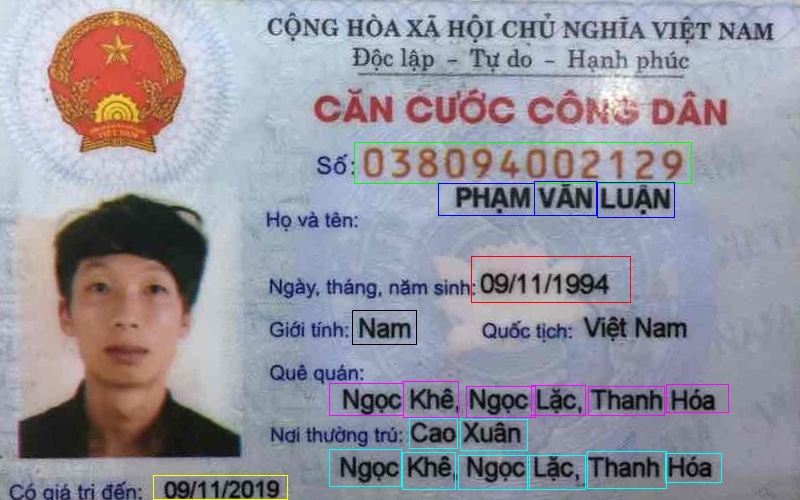 CỘNG HÒA XÃ HỘI CHỦ NGHĨA VIỆT NAM
Độc lập - Tự do - Hạnh phúc
CĂN CƯỚC CÔNG DÂN
Số: 038094002129
PHẠM VĂN LUẬN
Họ và tên:
Ngày, tháng, năm sinh: 09/11/1994
Giới tính: Nam Quốc tịch: Việt Nam
Quê quán:
Ngọc Khê, Ngọc Lặc, Thanh Hóa
Nơi thường trú: Cao Xuân
Ngọc Khê, Ngọc Lặc, Thanh Hóa
Có giá trị đến: 09/11/2019